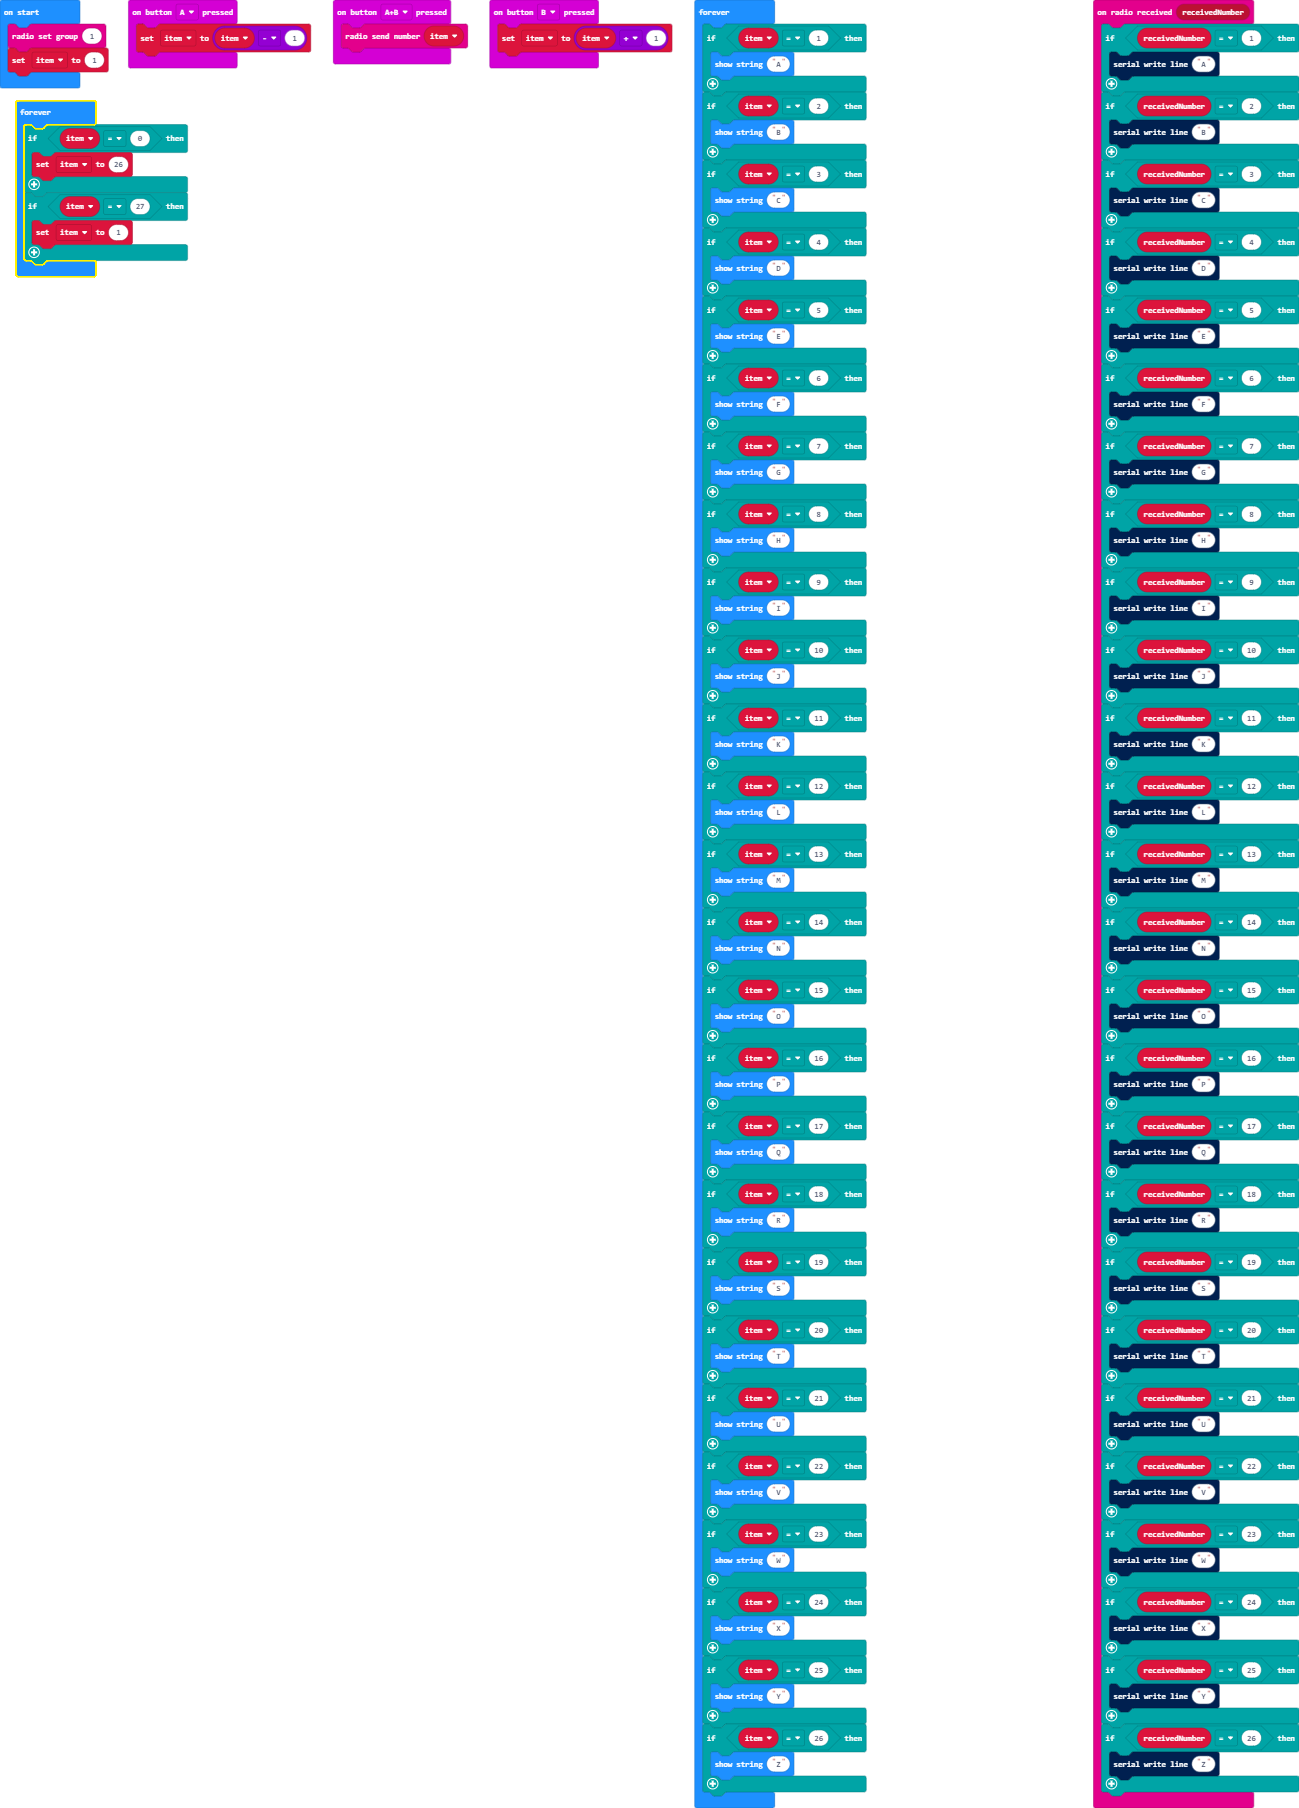 on start
radio set group 1
set item to 1
on button A pressed
set item to item - 1
on button A+B pressed
radio send number item
on button B pressed
set item to item + 1
forever
if item = 0 then
set item to 26
if item = 27 then
set item to 1
forever
if item = 1 then
show string "A"
if item = 2 then
show string "B"
if item = 3 then
show string "C"
if item = 4 then
show string "D"
if item = 5 then
show string "E"
if item = 6 then
show string "F"
if item = 7 then
show string "G"
if item = 8 then
show string "H"
if item = 9 then
show string "I"
if item = 10 then
show string "J"
if item = 11 then
show string "K"
if item = 12 then
show string "L"
if item = 13 then
show string "M"
if item = 14 then
show string "N"
if item = 15 then
show string "O"
if item = 16 then
show string "P"
if item = 17 then
show string "Q"
if item = 18 then
show string "R"
if item = 19 then
show string "S"
if item = 20 then
show string "T"
if item = 21 then
show string "U"
if item = 22 then
show string "V"
if item = 23 then
show string "W"
if item = 24 then
show string "X"
if item = 25 then
show string "Y"
if item = 26 then
show string "Z"
on radio received receivedNumber
if receivedNumber = 1 then
serial write line "A"
if receivedNumber = 2 then
serial write line "B"
if receivedNumber = 3 then
serial write line "C"
if receivedNumber = 4 then
serial write line "D"
if receivedNumber = 5 then
serial write line "E"
if receivedNumber = 6 then
serial write line "F"
if receivedNumber = 7 then
serial write line "G"
if receivedNumber = 8 then
serial write line "H"
if receivedNumber = 9 then
serial write line "I"
if receivedNumber = 10 then
serial write line "J"
if receivedNumber = 11 then
serial write line "K"
if receivedNumber = 12 then
serial write line "L"
if receivedNumber = 13 then
serial write line "M"
if receivedNumber = 14 then
serial write line "N"
if receivedNumber = 15 then
serial write line "O"
if receivedNumber = 16 then
serial write line "P"
if receivedNumber = 17 then
serial write line "Q"
if receivedNumber = 18 then
serial write line "R"
if receivedNumber = 19 then
serial write line "S"
if receivedNumber = 20 then
serial write line "T"
if receivedNumber = 21 then
serial write line "U"
if receivedNumber = 22 then
serial write line "V"
if receivedNumber = 23 then
serial write line "W"
if receivedNumber = 24 then
serial write line "X"
if receivedNumber = 25 then
serial write line "Y"
if receivedNumber = 26 then
serial write line "Z"